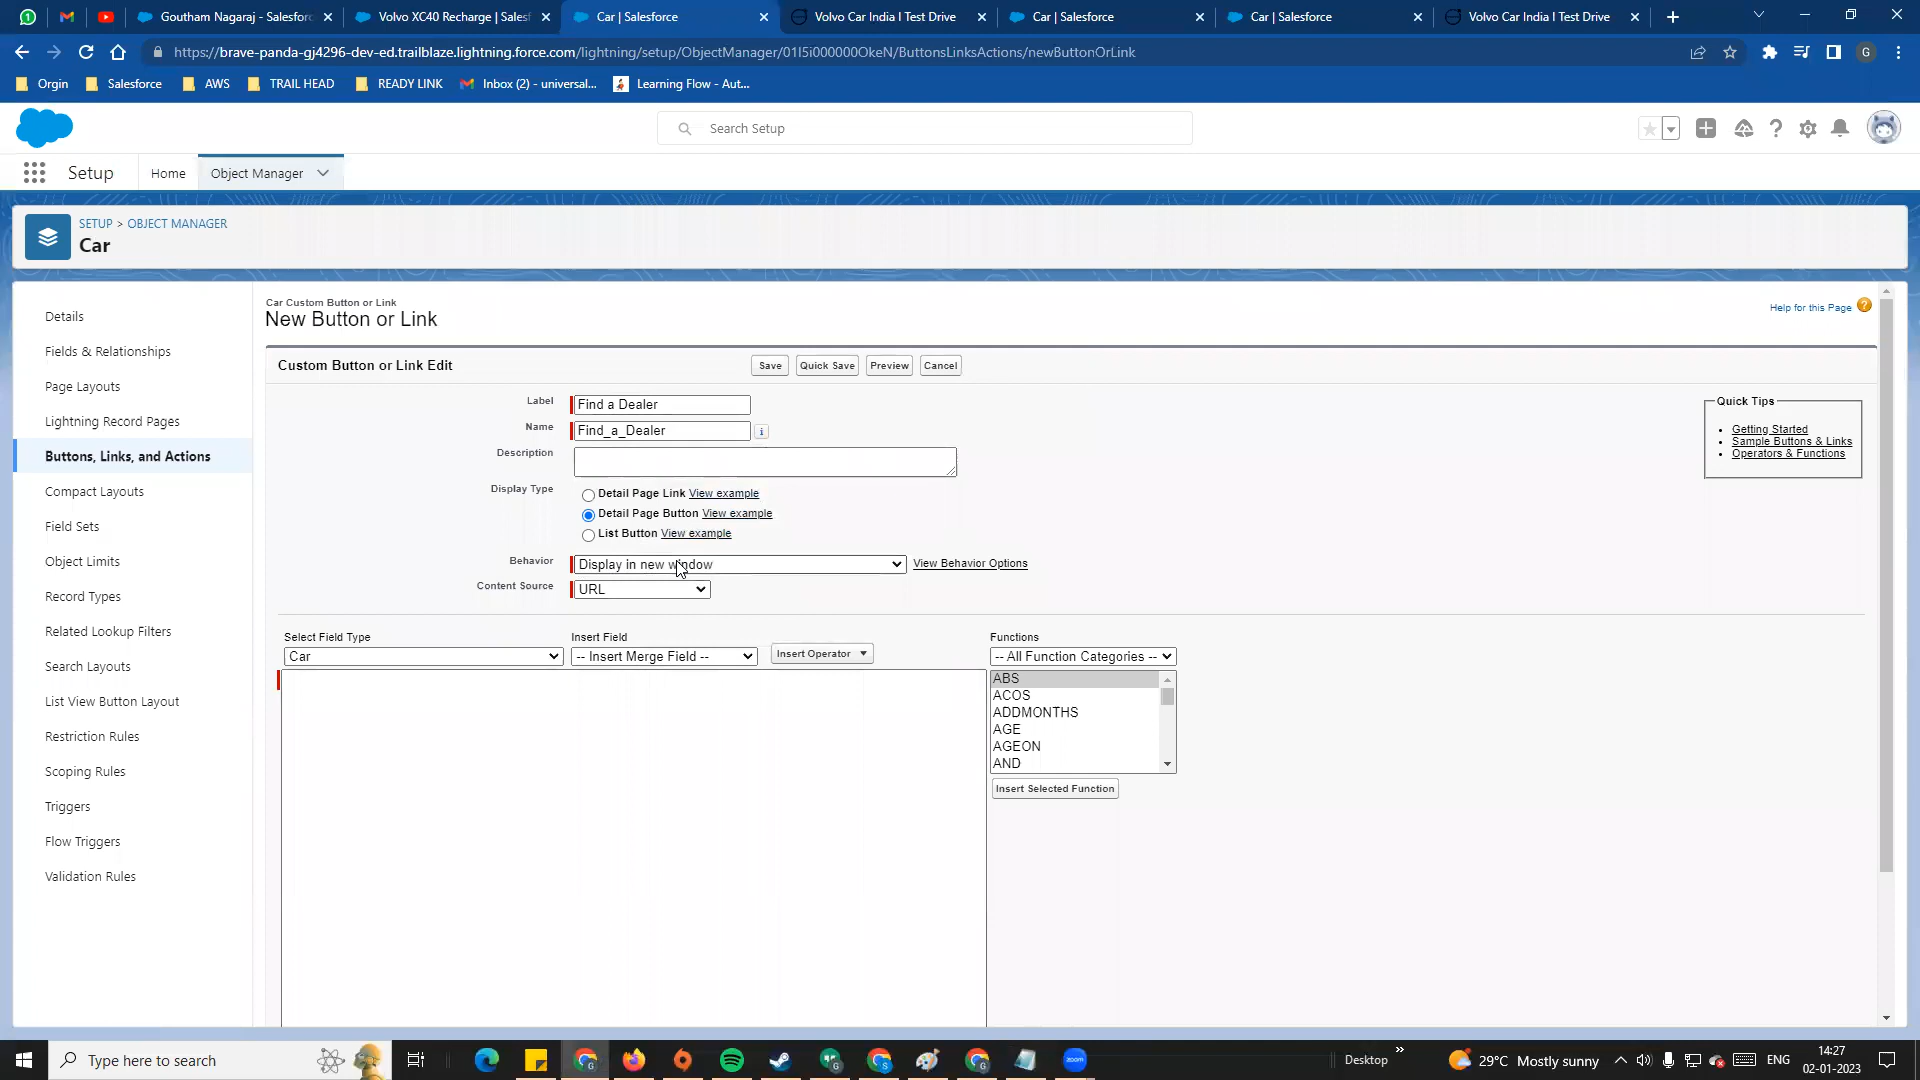 Goutham Nagaraj - Salesforc
Volvo XC40 Recharge | Salesf
Car | Salesforce
Volvo Car India I Test Drive
Car | Salesforce
Car | Salesforce
Volvo Car India I Test Drive
https://brave-panda-gj4296-dev-ed.trailblaze.lightning.force.com/lightning/setup/ObjectManager/01I5i000000OkeN/ButtonsLinksActions/newButtonOrLink
G
Orgin
Salesforce
AWS
TRAIL HEAD
READY LINK
Inbox (2) - universal...
Learning Flow - Aut...
Search Setup
Setup
Home
Object Manager
SETUP > OBJECT MANAGER
Car
Details
Fields & Relationships
Page Layouts
Lightning Record Pages
Buttons, Links, and Actions
Compact Layouts
Field Sets
Object Limits
Record Types
Related Lookup Filters
Search Layouts
List View Button Layout
Restriction Rules
Scoping Rules
Triggers
Flow Triggers
Validation Rules
Car Custom Button or Link
New Button or Link
Help for this Page
Custom Button or Link Edit
Save
Quick Save
Preview
Cancel
Label
Find a Dealer
Name
Find_a_Dealer
i
Description
Display Type
Detail Page Link View example
Detail Page Button View example
List Button View example
Behavior
Display in new window
View Behavior Options
Content Source
URL
Quick Tips
Getting Started
Sample Buttons & Links
Operators & Functions
Select Field Type
Car
Insert Field
-- Insert Merge Field --
Insert Operator
Functions
-- All Function Categories --
ABS
ACOS
ADDMONTHS
AGE
AGEON
AND
Insert Selected Function
Type here to search
zoom
Desktop
29°C Mostly sunny
ENG
14:27
02-01-2023